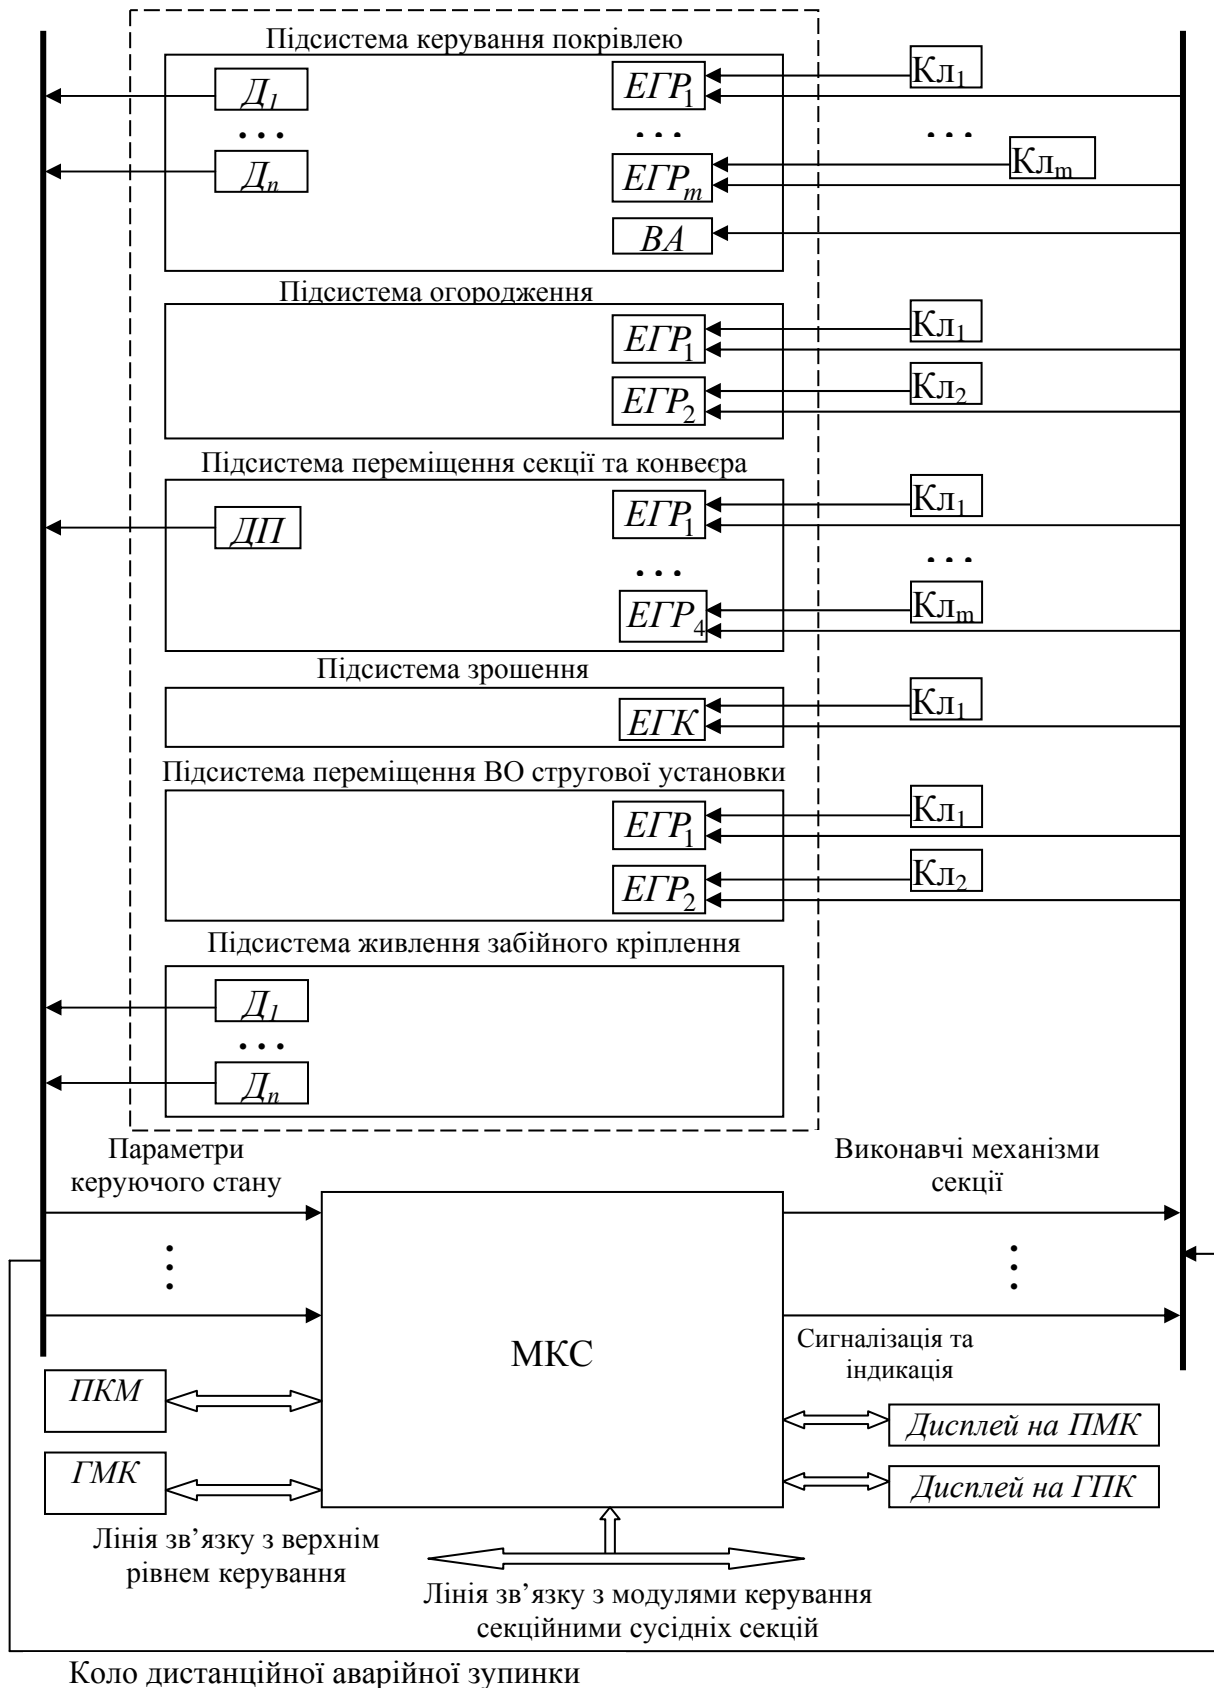 Підсистема керування покрівлею
Д1
ЕГР1
Кл1
...
...
...
Дn
ЕГРm
Клm
ВА
Підсистема огородження
ЕГР1
Кл1
ЕГР2
Кл2
Підсистема переміщення секції та конвеєра
ДП
ЕГР1
Кл1
...
...
ЕГР4
Клm
Підсистема зрошення
ЕГК
Кл1
Підсистема переміщення ВО стругової установки
ЕГР1
Кл1
ЕГР2
Кл2
Підсистема живлення забійного кріплення
Д1
...
Дn
Параметри
керуючого стану
Виконавчі механізми
секції
...
...
МКС
Сигналізація та
індикація
ПКМ
Дисплей на ПМК
ГМК
Дисплей на ГПК
Лінія зв’язку з верхнім
рівнем керування
Лінія зв’язку з модулями керування
секційними сусідніх секцій
Коло дистанційної аварійної зупинки